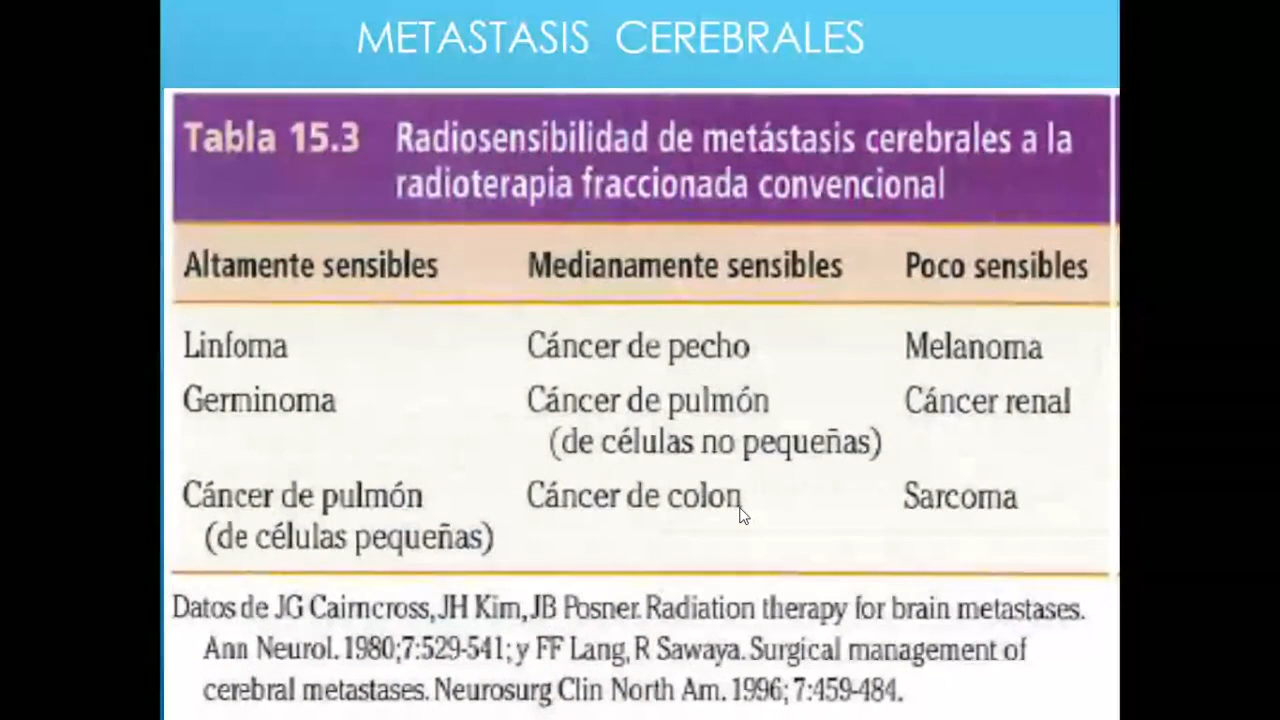 METASTASIS CEREBRALES
Tabla 15.3 Radiosensibilidad de metástasis cerebrales a la
radioterapia fraccionada convencional
Altamente sensibles Medianamente sensibles Poco sensibles
Linfoma Cáncer de pecho Melanoma
Germinoma Cáncer de pulmón Cáncer renal
(de células no pequeñas)
Cáncer de pulmón Cáncer de colon Sarcoma
(de células pequeñas)
Datos de JG Cairncross, JH Kim, JB Posner. Radiation therapy for brain metastases.
Ann Neurol. 1980;7:529-541; y FF Lang, R Sawaya. Surgical management of
cerebral metastases. Neurosurg Clin North Am. 1996; 7:459-484.